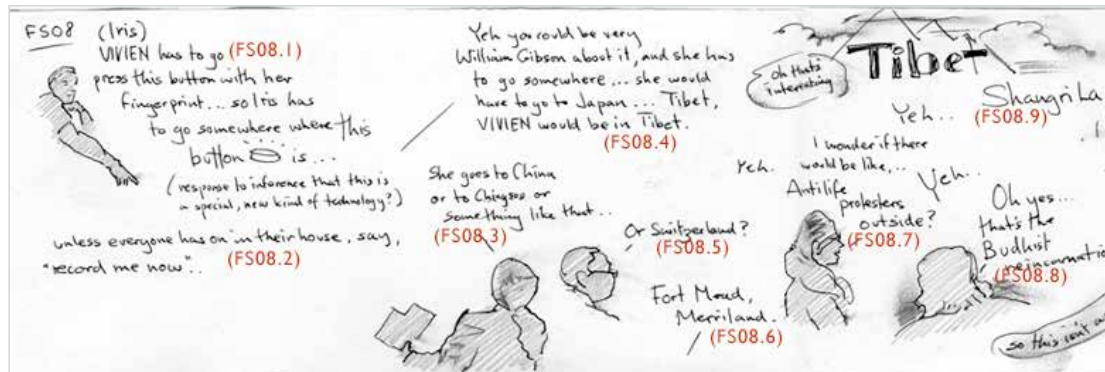 FS08 (Iris)
VIVIEN has to go (FS08.1)
press this button with her
fingerprint... so Iris has
to go somewhere where this
button is...
(response to inference that this is
a special, new kind of technology?)
unless everyone has on in their house, say,
"record me now".. (FS08.2)
Yeh you could be very
William Gibson about it, and she has
to go somewhere... she would
have to go to Japan... Tibet,
VIVIEN would be in Tibet.
(FS08.4)
She goes to China
or to Chingsoo or
something like that..
(FS08.3)
Or Switzerland?
(FS08.5)
Fort Mead,
Merriland.
(FS08.6)
oh that's
interesting
Tibet
Yeh..
Shangri La
(FS08.9)
Yeh.
I wonder if there
would be like,..
Antilife
protesters
outside?
(FS08.7)
Yeh..
Oh yes...
that's the
Budhist
reincarnatio
(FS08.8)
so this isn't